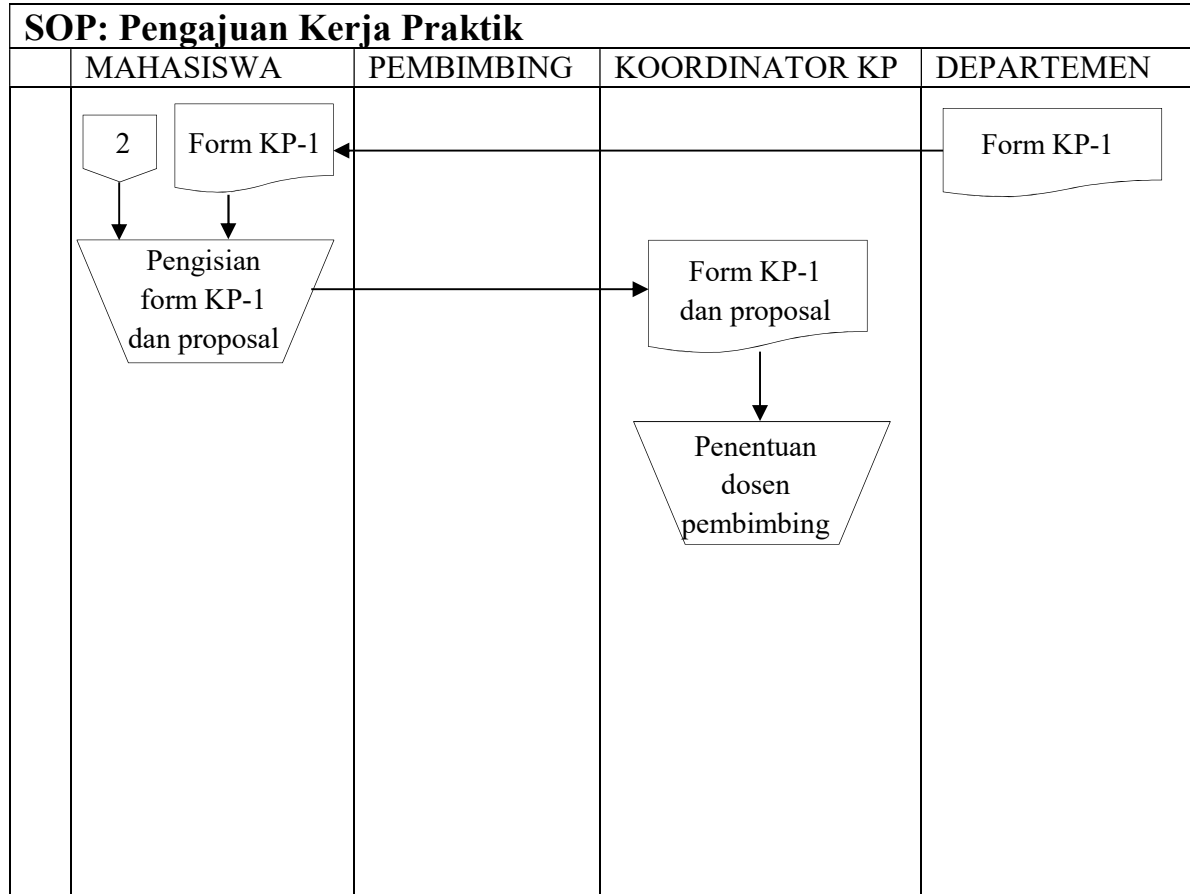 SOP: Pengajuan Kerja Praktik
MAHASISWA
PEMBIMBING
KOORDINATOR KP
DEPARTEMEN
2
Form KP-1
Form KP-1
Pengisian
form KP-1
dan proposal
Form KP-1
dan proposal
Penentuan
dosen
pembimbing